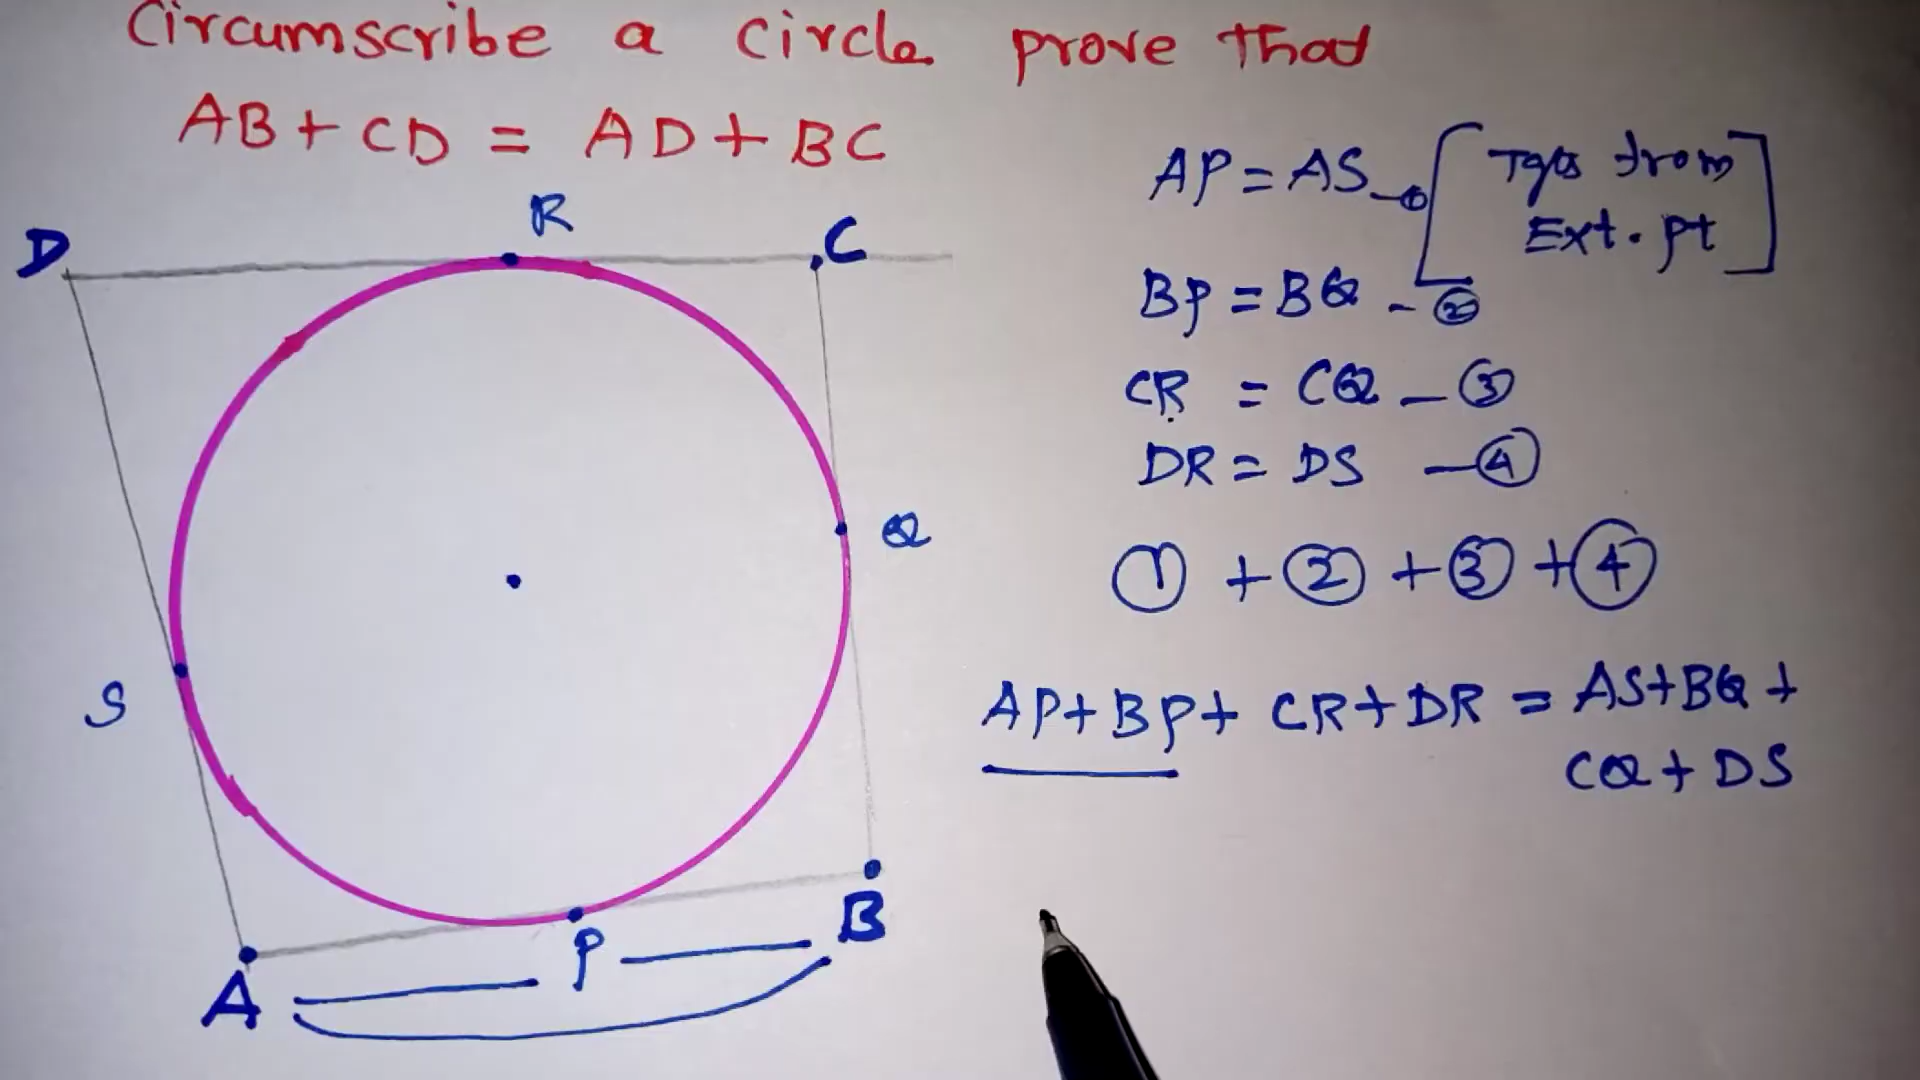 Circumscribe a circle prove that
AB + CD = AD + BC
R
D
C
Q
S
P
B
A
AP = AS - ① [Tgts from
Ext. pt]
BP = BQ - ②
CR = CQ - ③
DR = DS - ④
① + ② + ③ + ④
AP + BP + CR + DR = AS + BQ +
CQ + DS